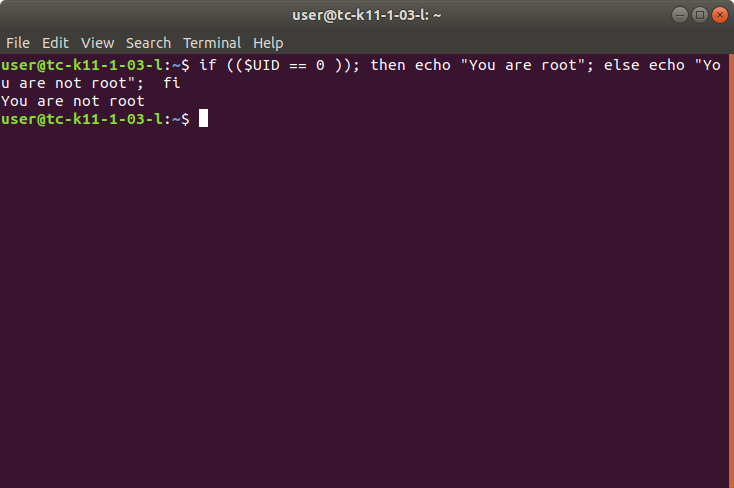 user@tc-k11-1-03-l: ~
File Edit View Search Terminal Help
user@tc-k11-1-03-l:~$ if (($UID == 0 )); then echo "You are root"; else echo "Yo
u are not root";  fi
You are not root
user@tc-k11-1-03-l:~$